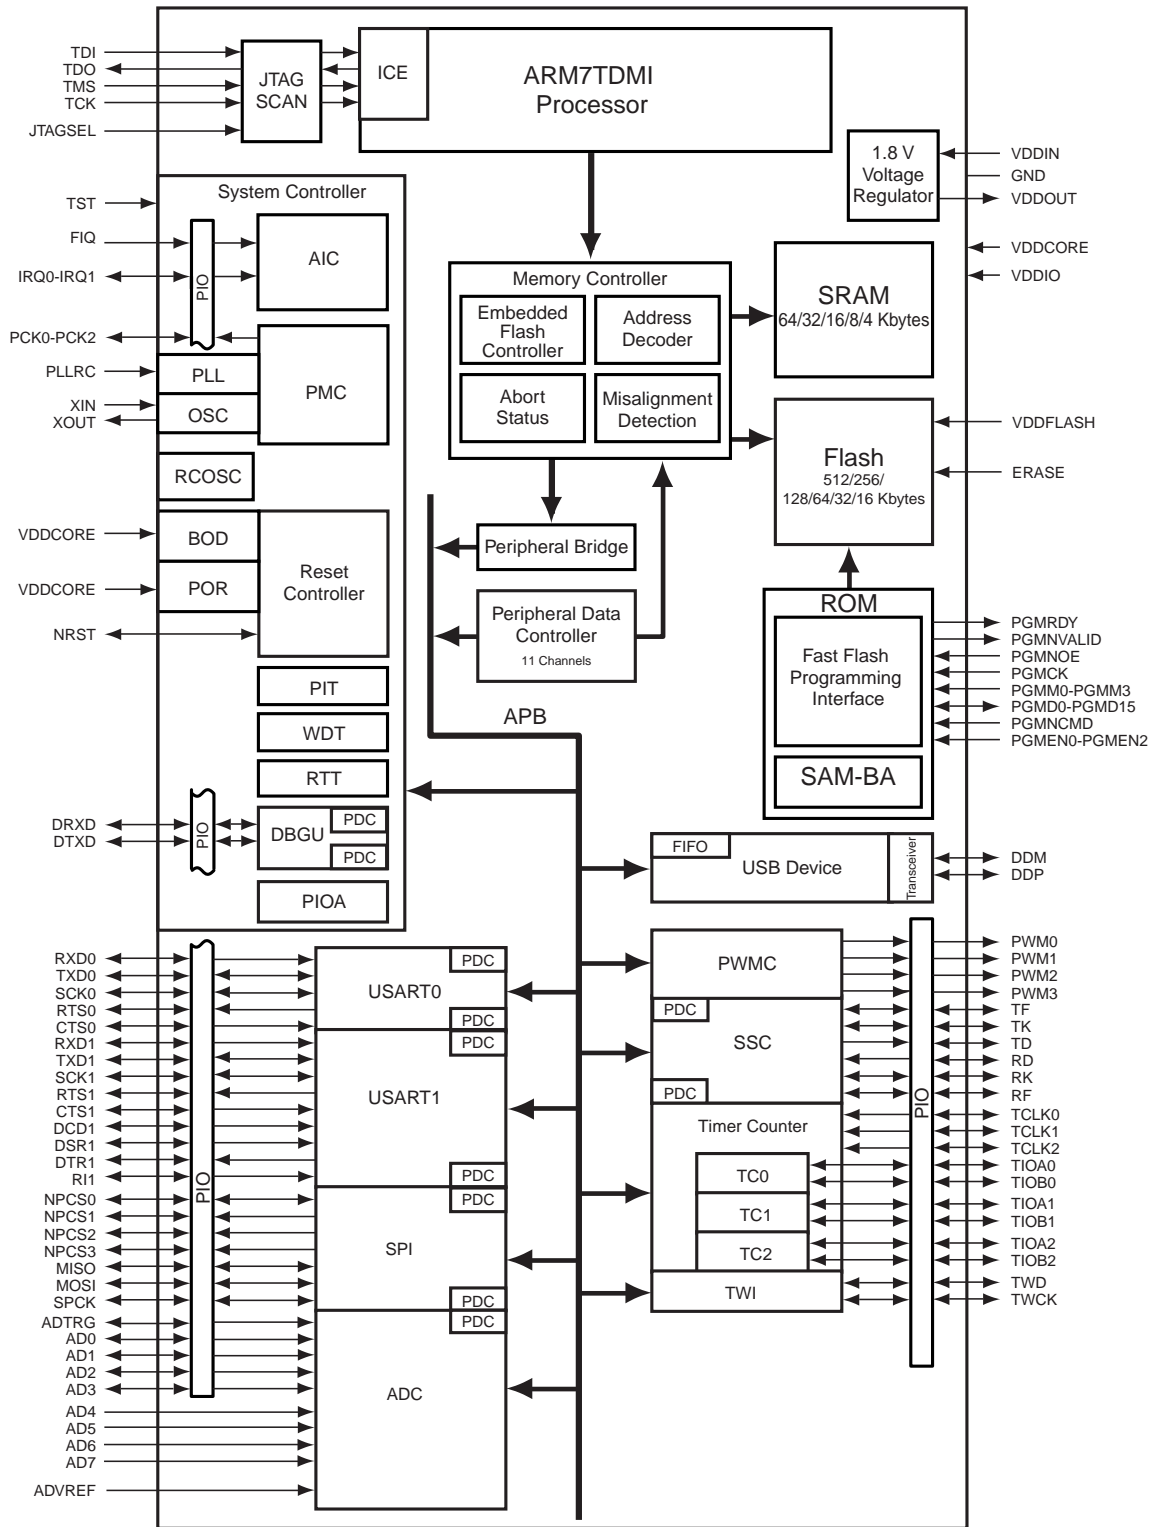 TDI
TDO
TMS
TCK
JTAGSEL
JTAG
SCAN
ICE
ARM7TDMI
Processor
1.8 V
Voltage
Regulator
VDDIN
GND
VDDOUT
VDDCORE
VDDIO
System Controller
TST
FIQ
IRQ0-IRQ1
PIO
AIC
PCK0-PCK2
PLLRC
XIN
XOUT
PLL
OSC
PMC
RCOSC
VDDCORE
BOD
VDDCORE
POR
NRST
Reset
Controller
PIT
WDT
RTT
DRXD
DTXD
PIO
DBGU
PDC
PDC
PIOA
Memory Controller
Embedded
Flash
Controller
Address
Decoder
Abort
Status
Misalignment
Detection
SRAM
64/32/16/8/4 Kbytes
Flash
512/256/
128/64/32/16 Kbytes
VDDFLASH
ERASE
Peripheral Bridge
Peripheral Data
Controller
11 Channels
APB
ROM
Fast Flash
Programming
Interface
SAM-BA
PGMRDY
PGMNVALID
PGMNOE
PGMCK
PGMM0-PGMM3
PGMD0-PGMD15
PGMNCMD
PGMEN0-PGMEN2
FIFO
USB Device
Transceiver
DDM
DDP
RXD0
TXD0
SCK0
RTS0
CTS0
RXD1
TXD1
SCK1
RTS1
CTS1
DCD1
DSR1
DTR1
RI1
NPCS0
NPCS1
NPCS2
NPCS3
MISO
MOSI
SPCK
ADTRG
AD0
AD1
AD2
AD3
AD4
AD5
AD6
AD7
ADVREF
PIO
PDC
USART0
PDC
PDC
USART1
PDC
PDC
SPI
PDC
PDC
ADC
PWMC
PDC
SSC
PDC
Timer Counter
TC0
TC1
TC2
TWI
PIO
PWM0
PWM1
PWM2
PWM3
TF
TK
TD
RD
RK
RF
TCLK0
TCLK1
TCLK2
TIOA0
TIOB0
TIOA1
TIOB1
TIOA2
TIOB2
TWD
TWCK